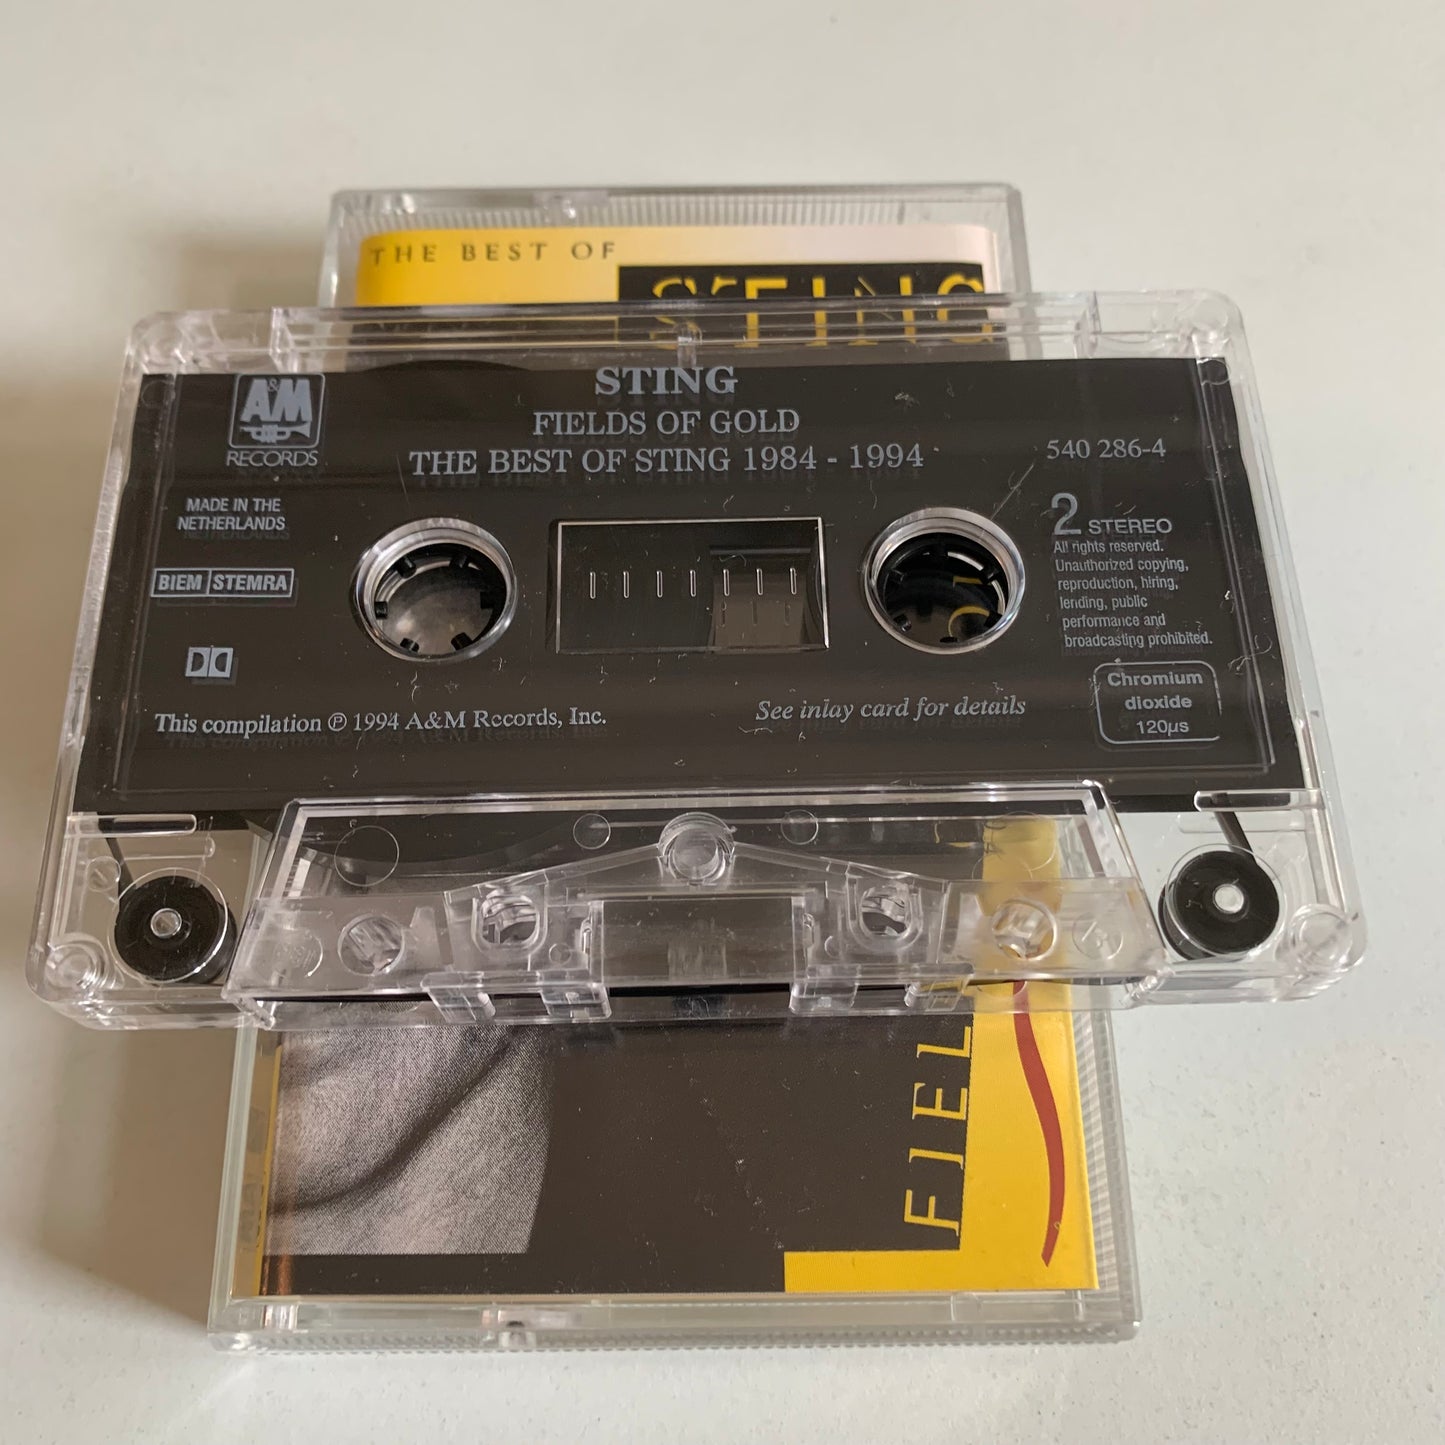 THE BEST OF
STING
A&M
RECORDS
STING
FIELDS OF GOLD
THE BEST OF STING 1984 - 1994
540 286-4
MADE IN THE
NETHERLANDS
BIEM STEMRA
2 STEREO
All rights reserved.
Unauthorized copying,
reproduction, hiring,
lending, public
performance and
broadcasting prohibited.
This compilation ℗ 1994 A&M Records, Inc.
See inlay card for details
Chromium
dioxide
120µs
FIEL